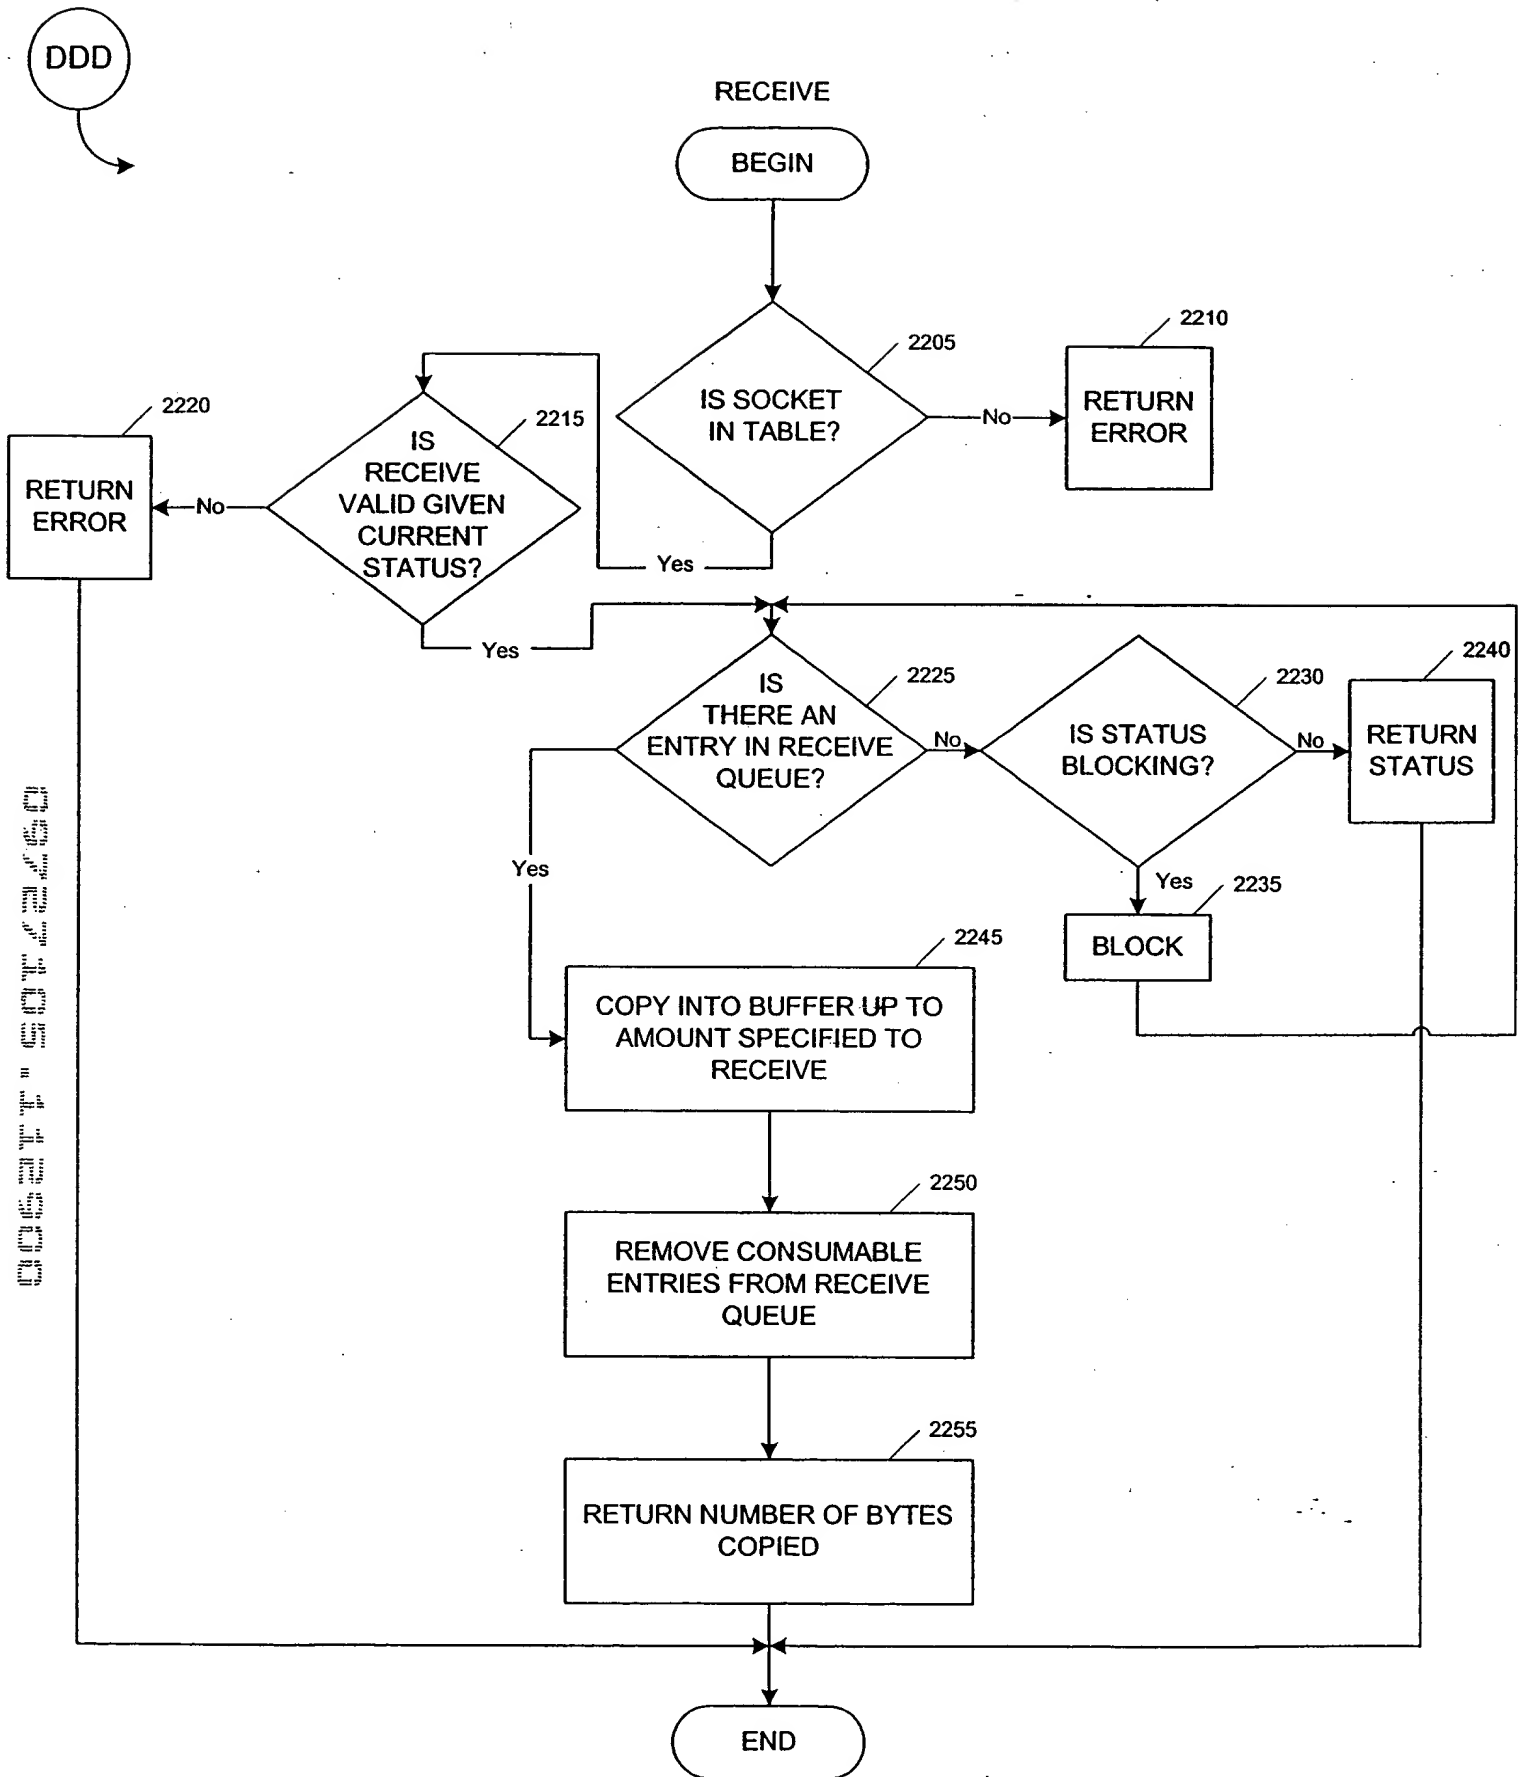 DDD
RECEIVE
BEGIN
2205
IS SOCKET
IN TABLE?
No
2210
RETURN
ERROR
Yes
2215
IS
RECEIVE
VALID GIVEN
CURRENT
STATUS?
No
2220
RETURN
ERROR
Yes
2225
IS
THERE AN
ENTRY IN RECEIVE
QUEUE?
No
2230
IS STATUS
BLOCKING?
No
2240
RETURN
STATUS
Yes
2235
BLOCK
Yes
2245
COPY INTO BUFFER UP TO
AMOUNT SPECIFIED TO
RECEIVE
2250
REMOVE CONSUMABLE
ENTRIES FROM RECEIVE
QUEUE
2255
RETURN NUMBER OF BYTES
COPIED
END